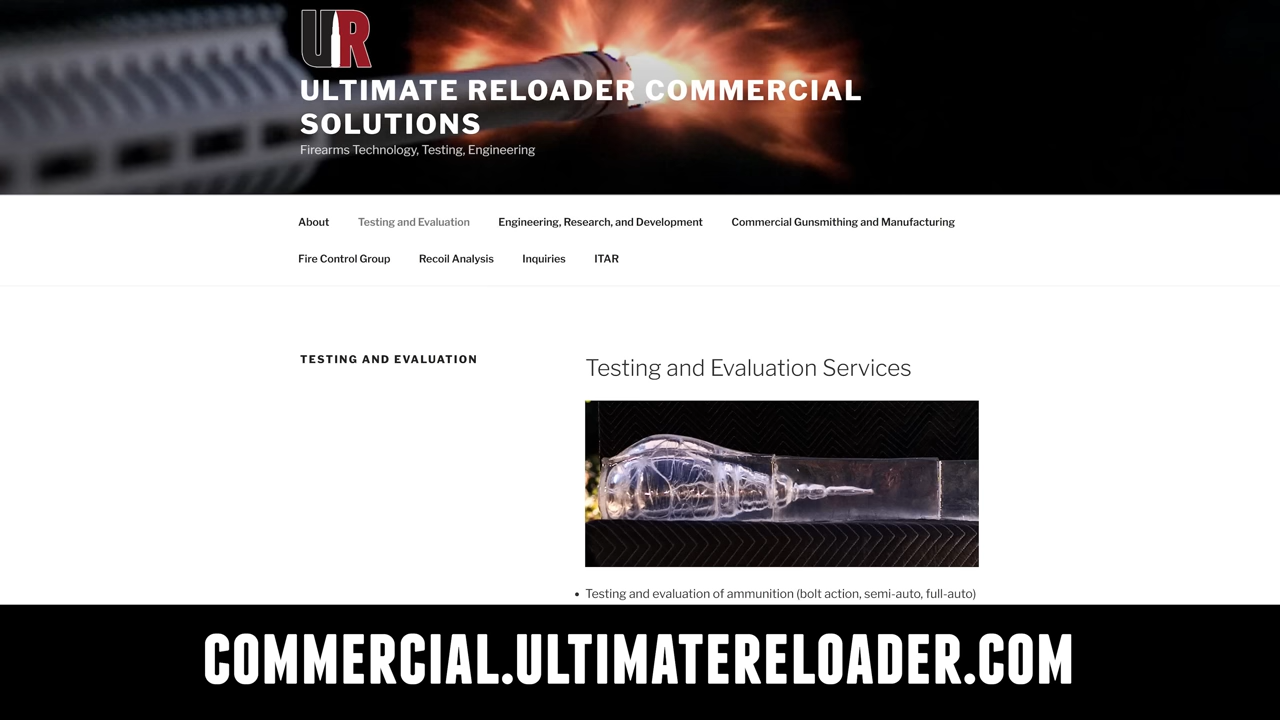 UR
ULTIMATE RELOADER COMMERCIAL
SOLUTIONS
Firearms Technology, Testing, Engineering
About Testing and Evaluation Engineering, Research, and Development Commercial Gunsmithing and Manufacturing
Fire Control Group Recoil Analysis Inquiries ITAR
TESTING AND EVALUATION
Testing and Evaluation Services
• Testing and evaluation of ammunition (bolt action, semi-auto, full-auto)
COMMERCIAL.ULTIMATERELOADER.COM